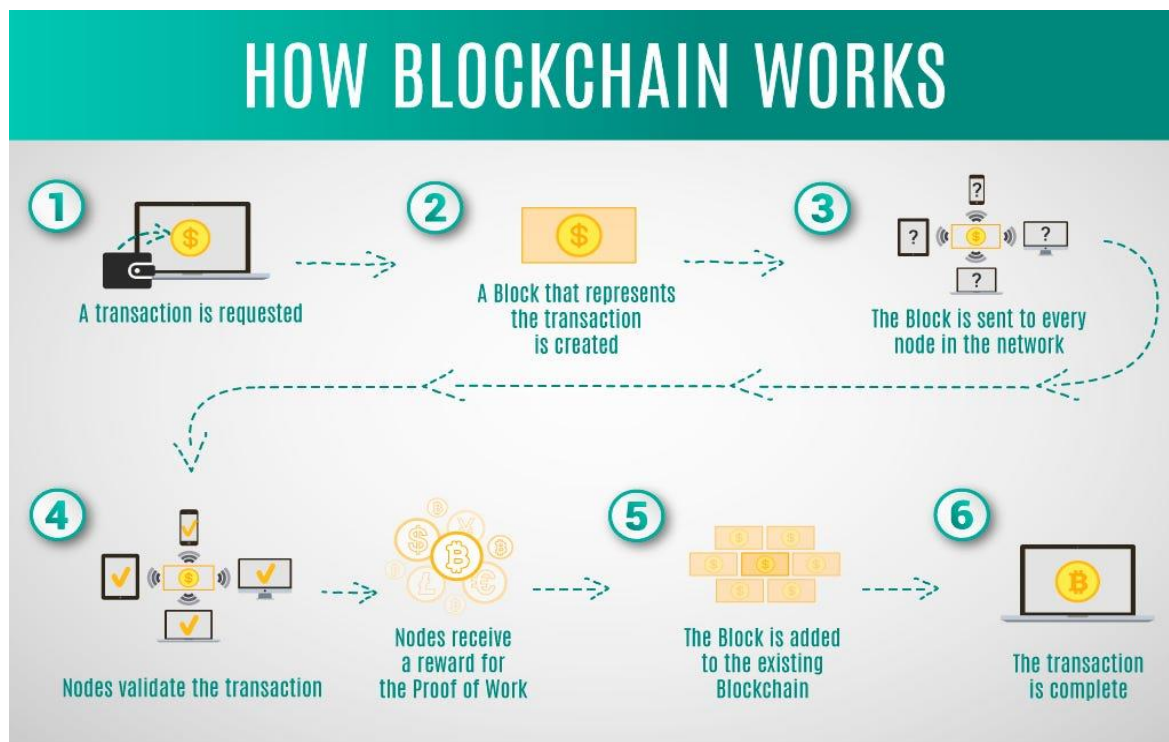 HOW BLOCKCHAIN WORKS
1
A transaction is requested
2
A Block that represents
the transaction
is created
3
? ? ? ?
The Block is sent to every
node in the network
4
Nodes validate the transaction
Nodes receive
a reward for
the Proof of Work
5
The Block is added
to the existing
Blockchain
6
The transaction
is complete